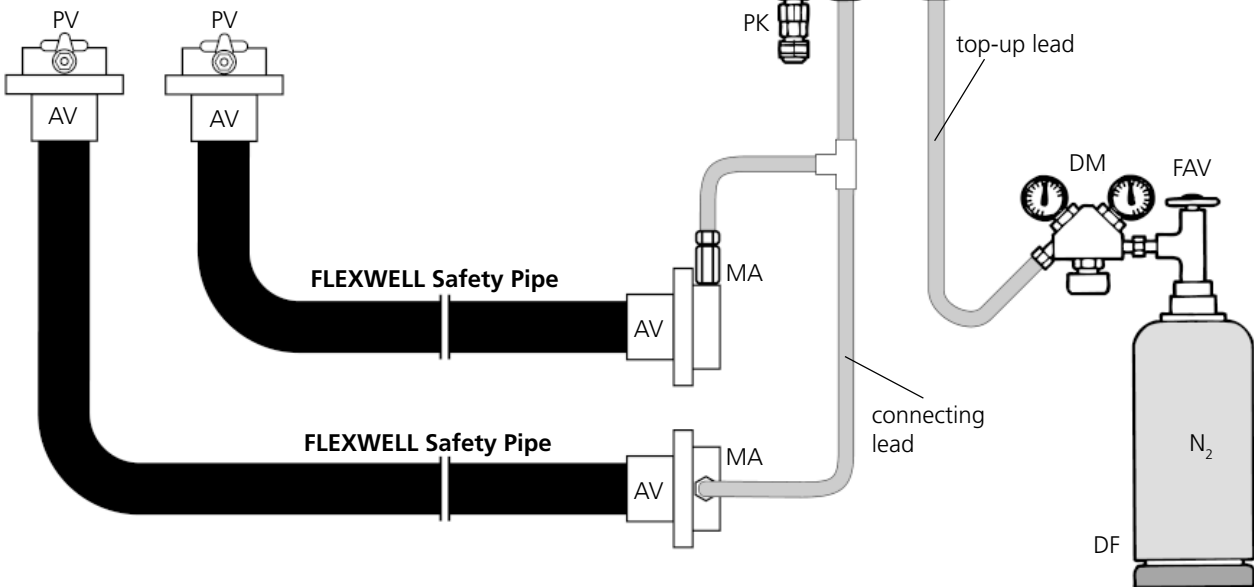 PV
PV
PK
top-up lead
AV
AV
DM
FAV
FLEXWELL Safety Pipe
MA
AV
connecting
lead
FLEXWELL Safety Pipe
MA
AV
N₂
DF